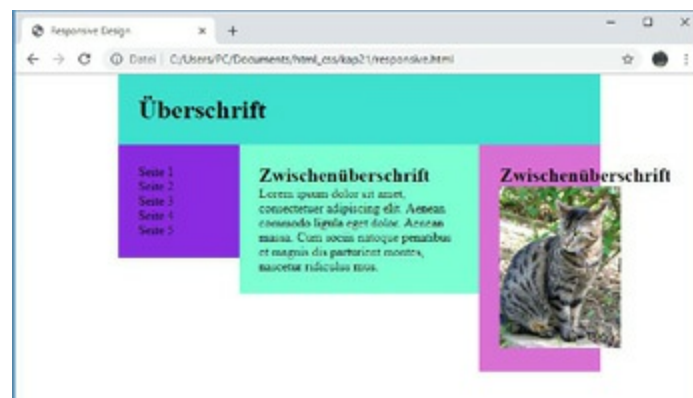 Responsive Design
Datei | C:/Users/PC/Documents/html_css/kap21/responsive.html
Überschrift
Seite 1
Seite 2
Seite 3
Seite 4
Seite 5
Zwischenüberschrift
Lorem ipsum dolor sit amet,
consectetuer adipiscing elit. Aenean
commodo ligula eget dolor. Aenean
massa. Cum sociis natoque penatibus
et magnis dis parturient montes,
nascetur ridiculus mus.
Zwischenüberschrift